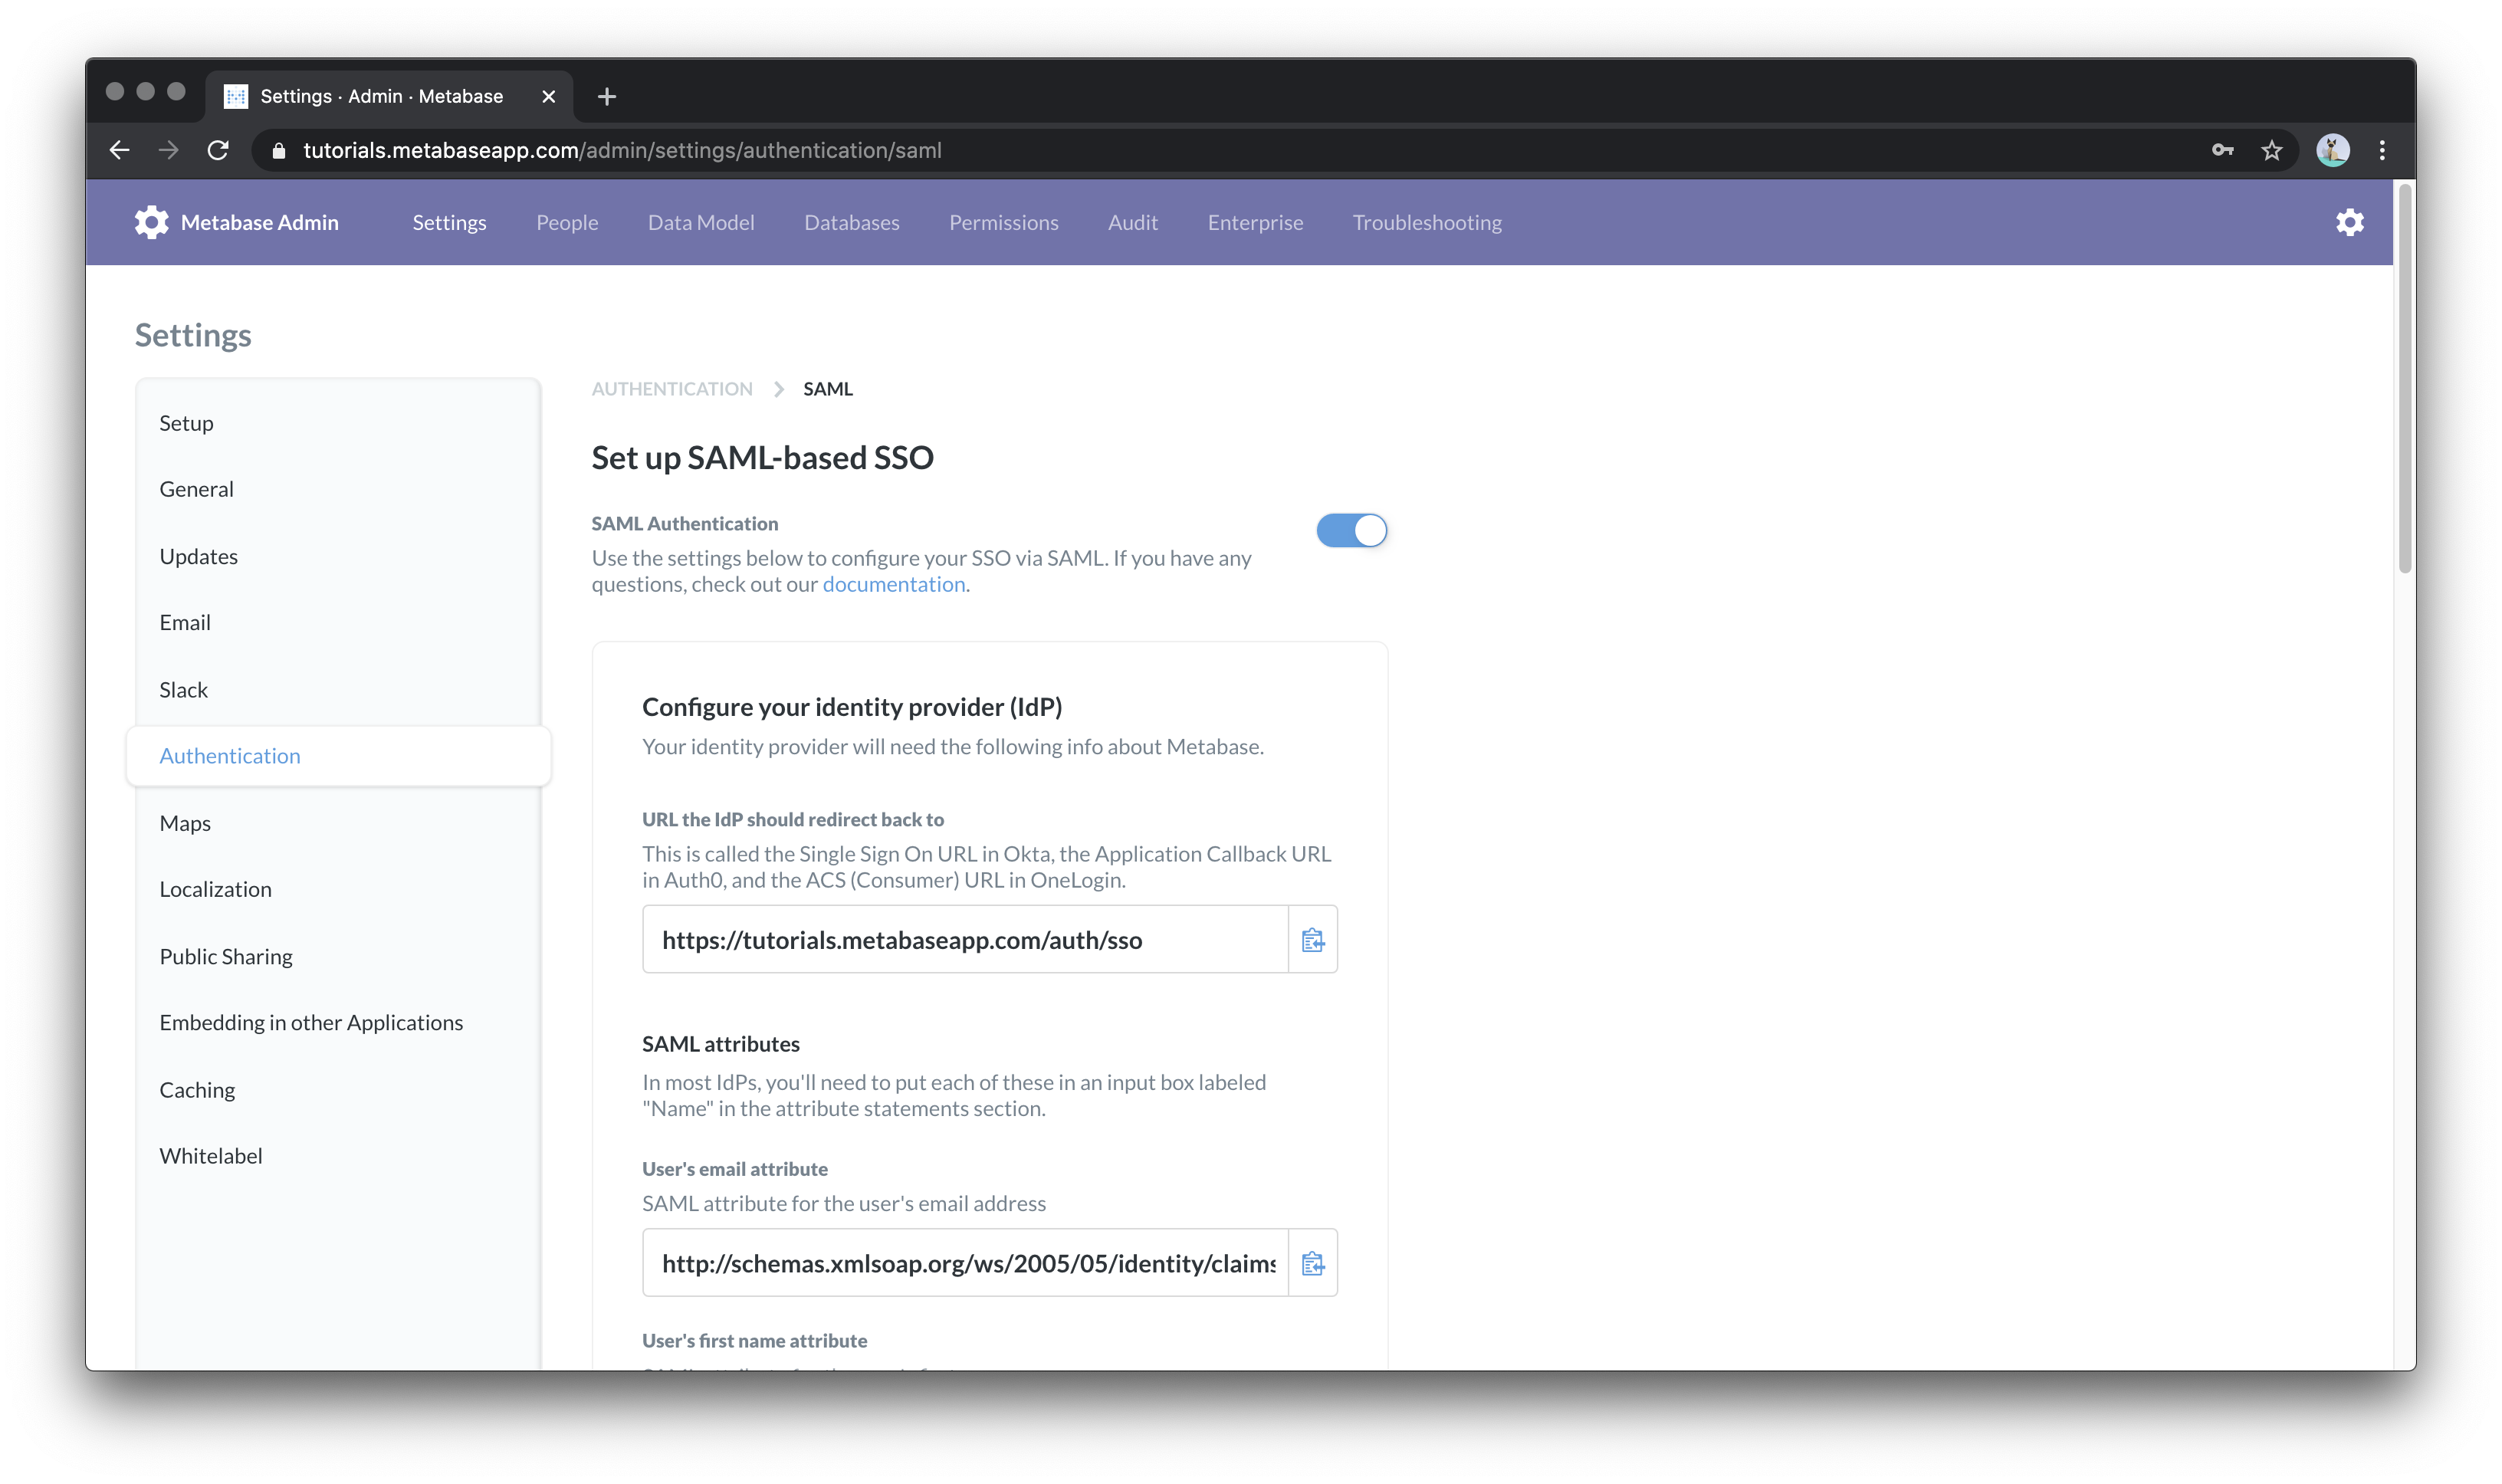 Settings · Admin · Metabase
tutorials.metabaseapp.com/admin/settings/authentication/saml
Metabase Admin Settings People Data Model Databases Permissions Audit Enterprise Troubleshooting
Settings
Setup
General
Updates
Email
Slack
Authentication
Maps
Localization
Public Sharing
Embedding in other Applications
Caching
Whitelabel
AUTHENTICATION > SAML
Set up SAML-based SSO
SAML Authentication
Use the settings below to configure your SSO via SAML. If you have any
questions, check out our documentation.
Configure your identity provider (IdP)
Your identity provider will need the following info about Metabase.
URL the IdP should redirect back to
This is called the Single Sign On URL in Okta, the Application Callback URL
in Auth0, and the ACS (Consumer) URL in OneLogin.
https://tutorials.metabaseapp.com/auth/sso
SAML attributes
In most IdPs, you'll need to put each of these in an input box labeled
"Name" in the attribute statements section.
User's email attribute
SAML attribute for the user's email address
http://schemas.xmlsoap.org/ws/2005/05/identity/claims
User's first name attribute